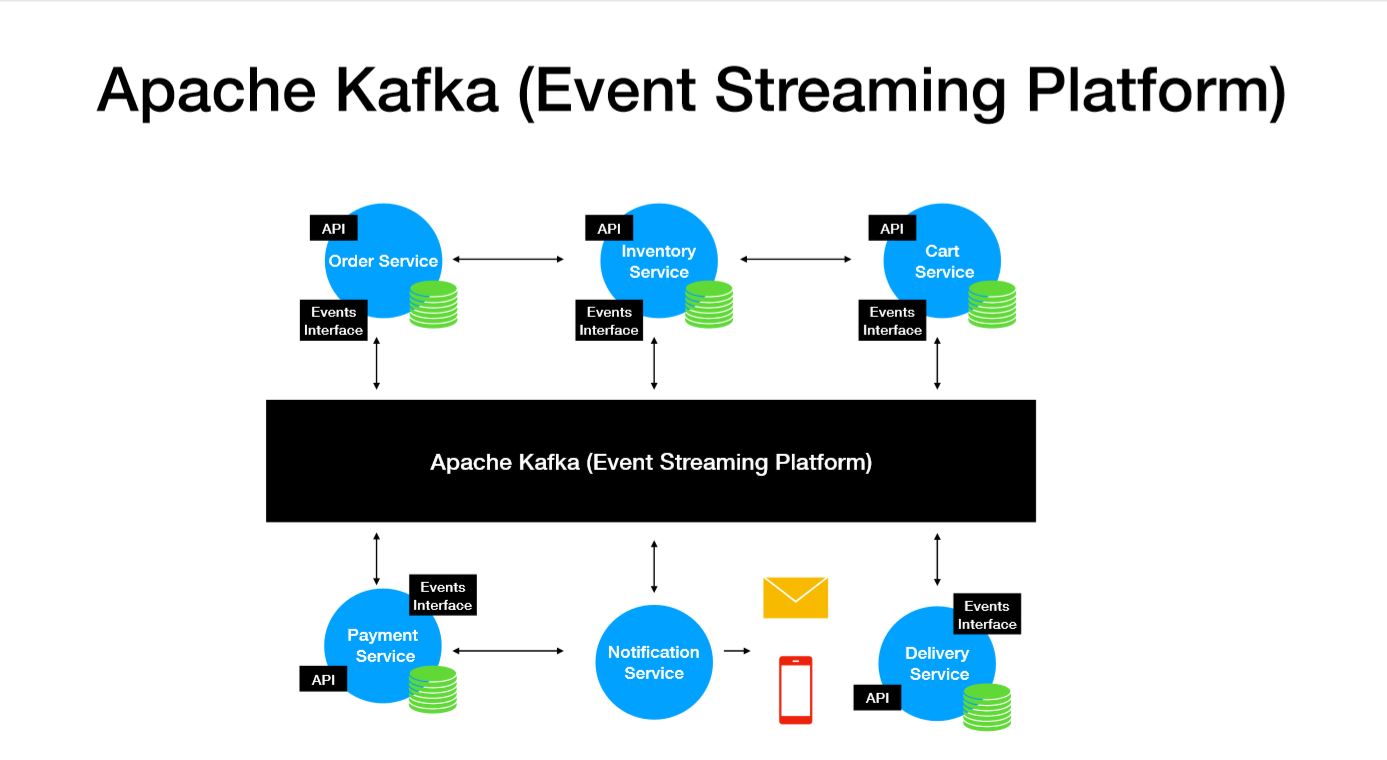 Apache Kafka (Event Streaming Platform)
API
Order Service
Events
Interface
API
Inventory
Service
Events
Interface
API
Cart
Service
Events
Interface
Apache Kafka (Event Streaming Platform)
Events
Interface
Payment
Service
API
Notification
Service
Events
Interface
Delivery
Service
API